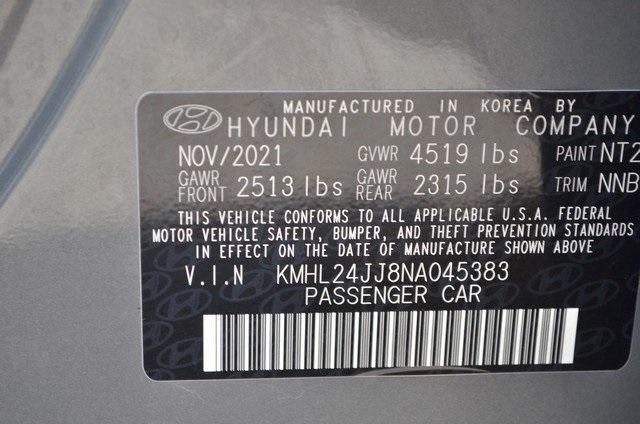 MANUFACTURED IN KOREA BY
HYUNDAI MOTOR COMPANY
NOV/2021 GVWR 4519 lbs PAINT NT2
GAWR FRONT 2513 lbs GAWR REAR 2315 lbs TRIM NNB
THIS VEHICLE CONFORMS TO ALL APPLICABLE U.S.A. FEDERAL
MOTOR VEHICLE SAFETY, BUMPER, AND THEFT PREVENTION STANDARDS
IN EFFECT ON THE DATE OF MANUFACTURE SHOWN ABOVE
V.I.N KMHL24JJ8NA045383
PASSENGER CAR